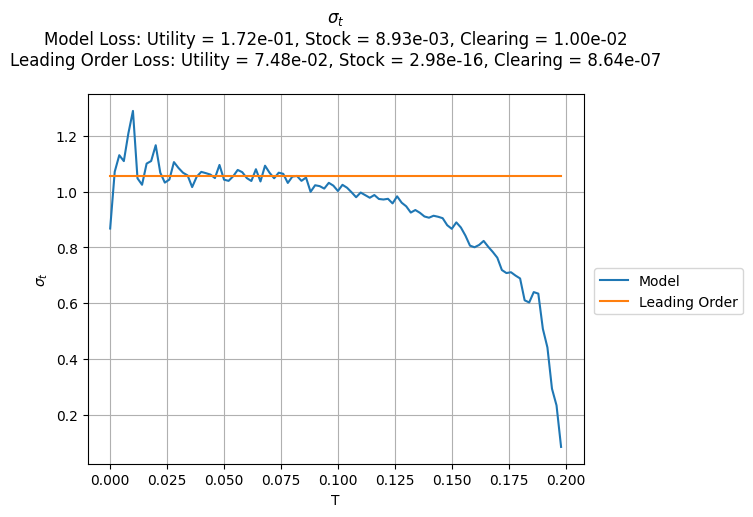 σ_t
Model Loss: Utility = 1.72e-01, Stock = 8.93e-03, Clearing = 1.00e-02
Leading Order Loss: Utility = 7.48e-02, Stock = 2.98e-16, Clearing = 8.64e-07
1.2
1.0
0.8
0.6
0.4
0.2
σ_t
0.000 0.025 0.050 0.075 0.100 0.125 0.150 0.175 0.200
T
Model
Leading Order